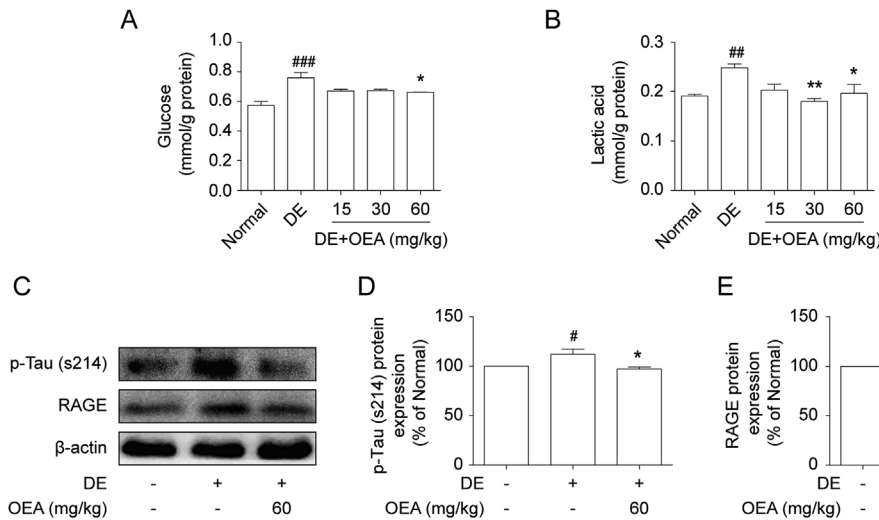 A
Glucose
(mmol/g protein)
1.0
0.8
0.6
0.4
0.2
0.0
###
*
Normal
DE
15
30
60
DE+OEA (mg/kg)
B
Lactic acid
(mmol/g protein)
0.3
0.2
0.1
0.0
##
**
*
Normal
DE
15
30
60
DE+OEA (mg/kg)
C
p-Tau (s214)
RAGE
β-actin
DE - + +
OEA (mg/kg) - - 60
D
p-Tau (s214) protein
expression
(% of Normal)
150
100
50
0
#
*
DE - + +
OEA (mg/kg) - - 60
E
RAGE protein
expression
(% of Normal)
150
100
50
0
DE -
OEA (mg/kg) -